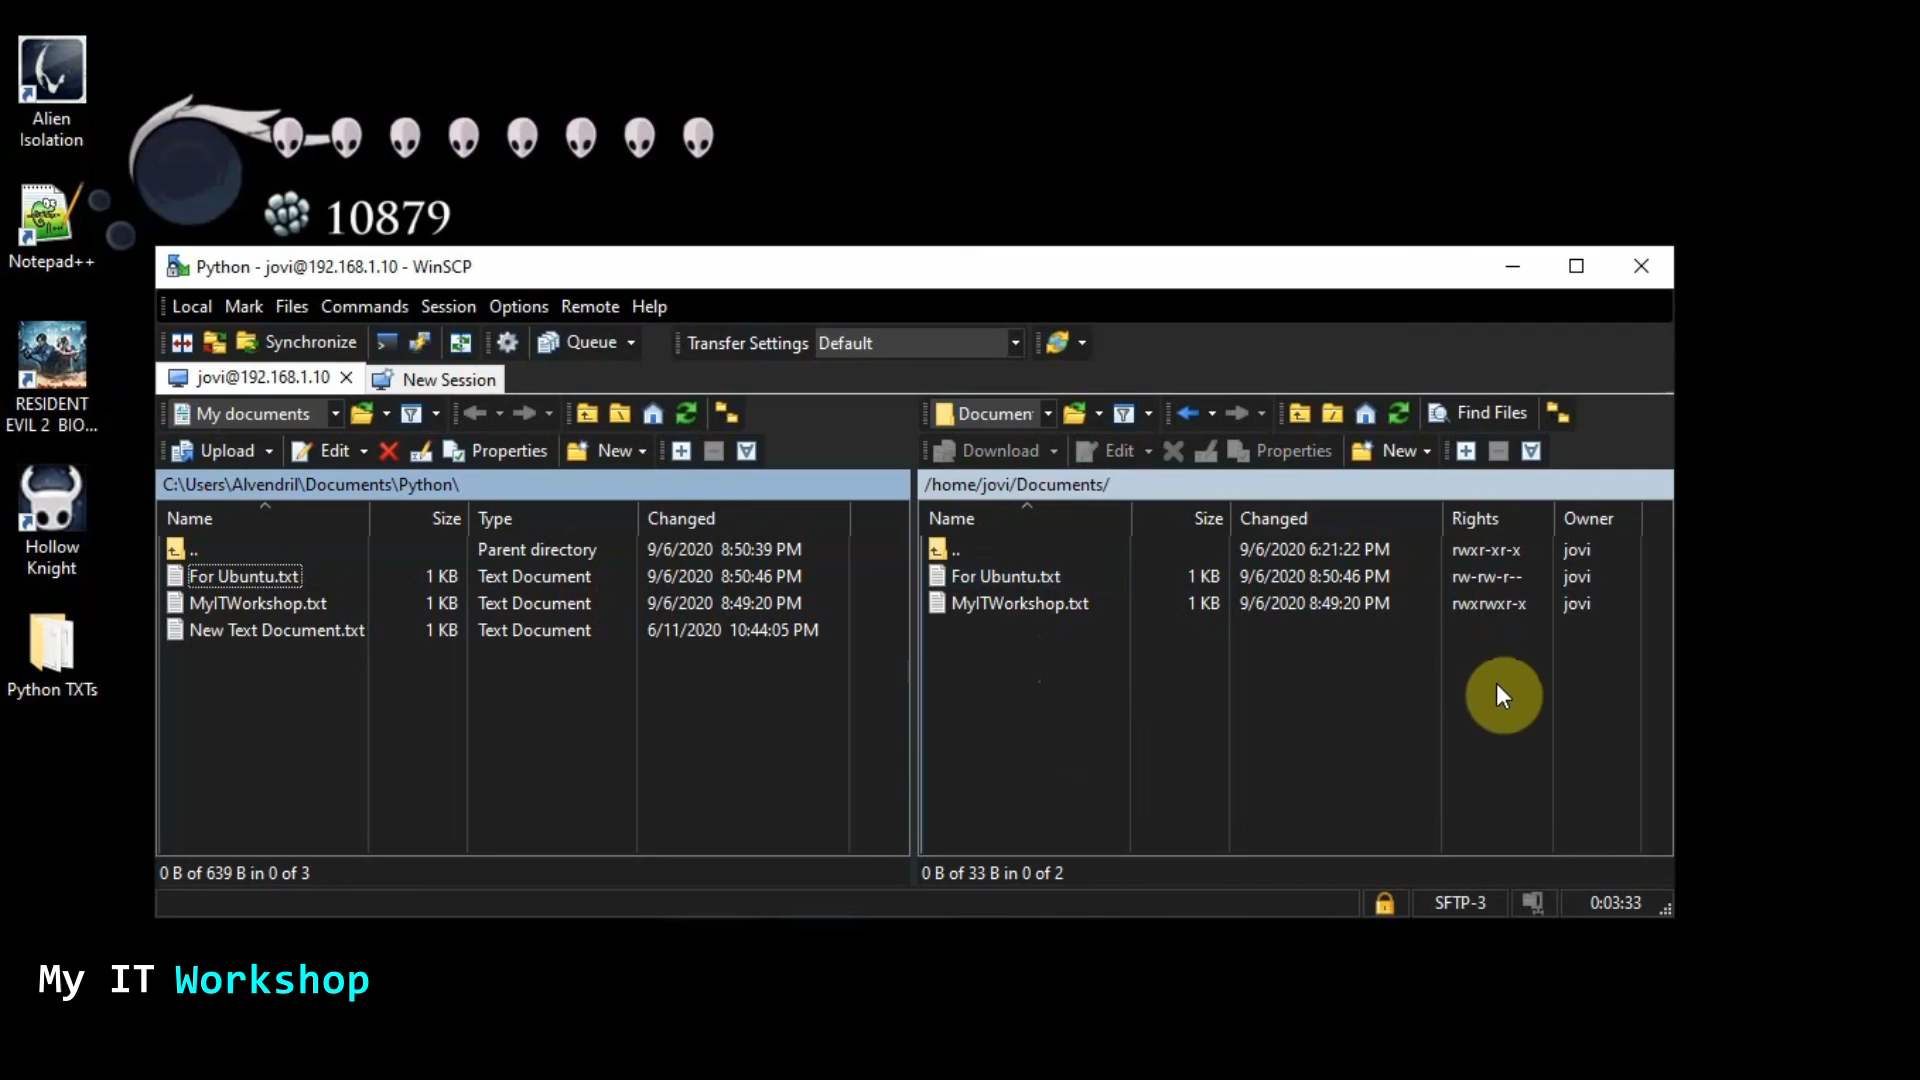 Alien
Isolation
Notepad++
RESIDENT
EVIL 2 BIO...
Hollow
Knight
Python TXTs
10879
Python - jovi@192.168.1.10 - WinSCP
Local Mark Files Commands Session Options Remote Help
Synchronize Queue Transfer Settings Default
jovi@192.168.1.10 New Session
My documents Documen Find Files
Upload Edit Properties New Download Edit Properties New
C:\Users\Alvendril\Documents\Python\ /home/jovi/Documents/
Name Size Type Changed Name Size Changed Rights Owner
.. Parent directory 9/6/2020 8:50:39 PM .. 9/6/2020 6:21:22 PM rwxr-xr-x jovi
For Ubuntu.txt 1 KB Text Document 9/6/2020 8:50:46 PM For Ubuntu.txt 1 KB 9/6/2020 8:50:46 PM rw-rw-r-- jovi
MyITWorkshop.txt 1 KB Text Document 9/6/2020 8:49:20 PM MyITWorkshop.txt 1 KB 9/6/2020 8:49:20 PM rwxrwxr-x jovi
New Text Document.txt 1 KB Text Document 6/11/2020 10:44:05 PM
0 B of 639 B in 0 of 3 0 B of 33 B in 0 of 2
SFTP-3 0:03:33
My IT Workshop